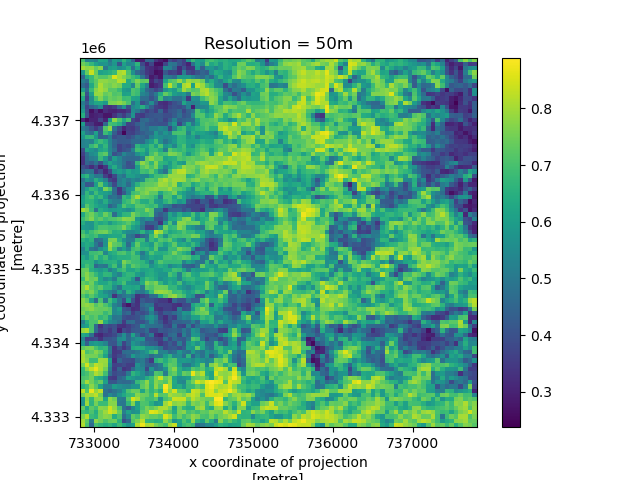 Resolution = 50m
1e6
4.337
4.336
4.335
4.334
4.333
733000 734000 735000 736000 737000
x coordinate of projection
[metre]
y coordinate of projection
[metre]
0.8
0.7
0.6
0.5
0.4
0.3